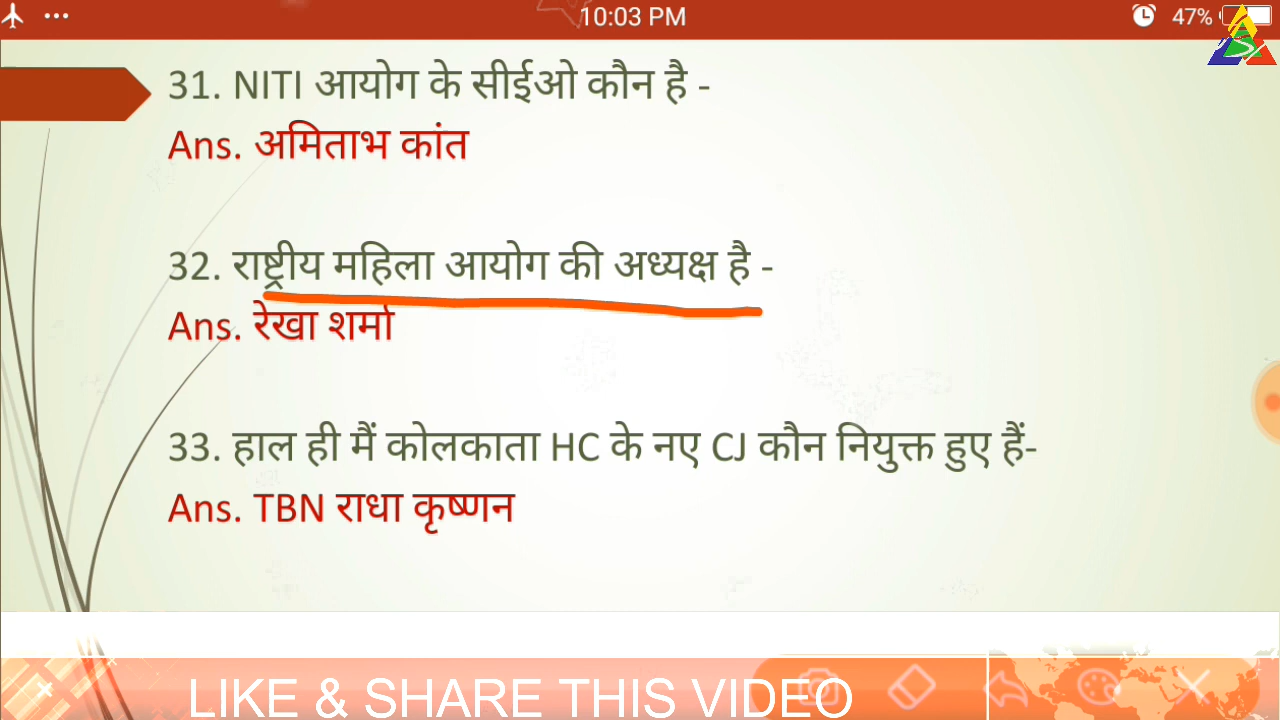 10:03 PM
47%
31. NITI आयोग के सीईओ कौन है -
Ans. अमिताभ कांत
32. राष्ट्रीय महिला आयोग की अध्यक्ष है -
Ans. रेखा शर्मा
33. हाल ही मैं कोलकाता HC के नए CJ कौन नियुक्त हुए हैं-
Ans. TBN राधा कृष्णन
LIKE & SHARE THIS VIDEO